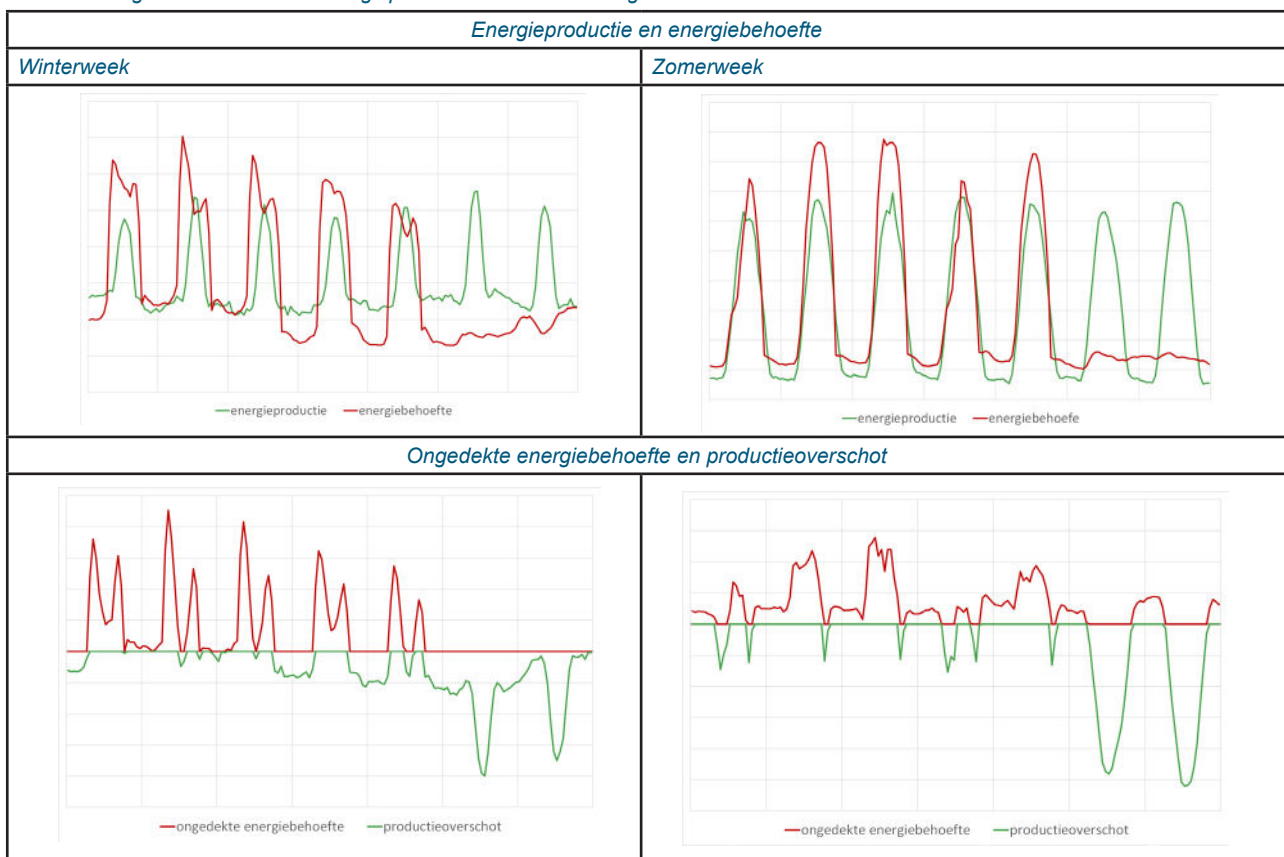 Energieproductie en energiebehoefte
Winterweek
Zomerweek
energieproductie energiebehoefte
energieproductie energiebehoefe
Ongedekte energiebehoefte en productieoverschot
ongedekte energiebehoefte productieoverschot
ongedekte energiebehoefte productieoverschot